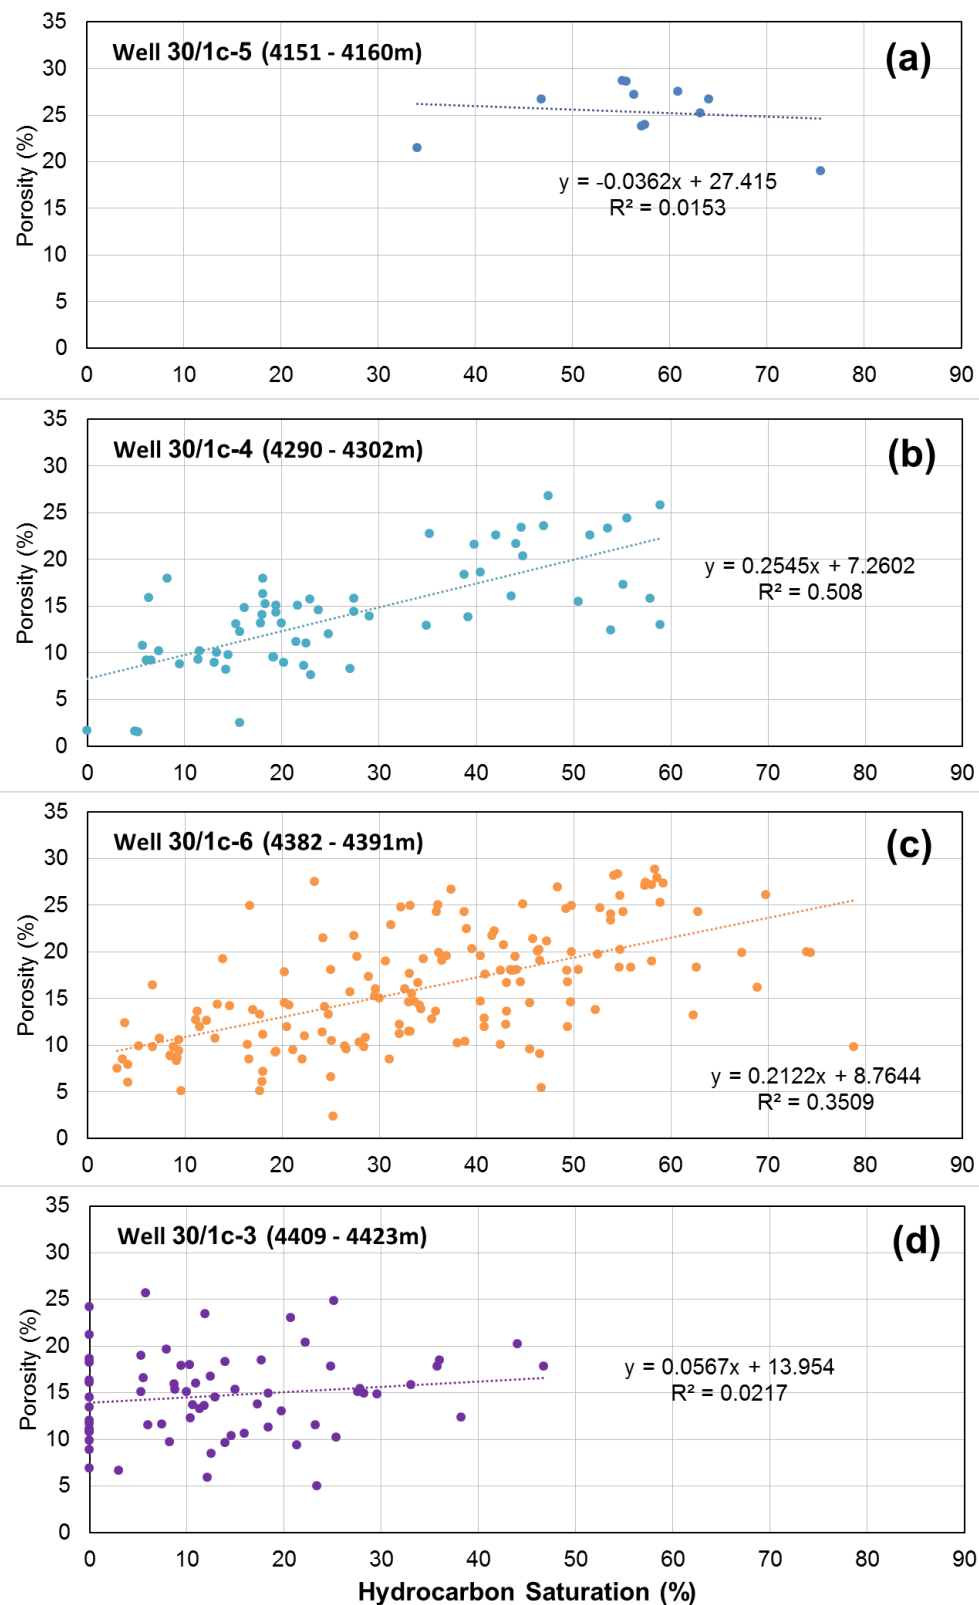 35
Well 30/1c-5 (4151 - 4160m)
(a)
30
25
20
y = -0.0362x + 27.415
R² = 0.0153
15
10
5
0
Porosity (%)
0 10 20 30 40 50 60 70 80 90
35
Well 30/1c-4 (4290 - 4302m)
(b)
30
25
20
y = 0.2545x + 7.2602
R² = 0.508
15
10
5
0
Porosity (%)
0 10 20 30 40 50 60 70 80 90
35
Well 30/1c-6 (4382 - 4391m)
(c)
30
25
20
15
10
y = 0.2122x + 8.7644
R² = 0.3509
5
0
Porosity (%)
0 10 20 30 40 50 60 70 80 90
35
Well 30/1c-3 (4409 - 4423m)
(d)
30
25
20
y = 0.0567x + 13.954
R² = 0.0217
15
10
5
0
Porosity (%)
0 10 20 30 40 50 60 70 80 90
Hydrocarbon Saturation (%)